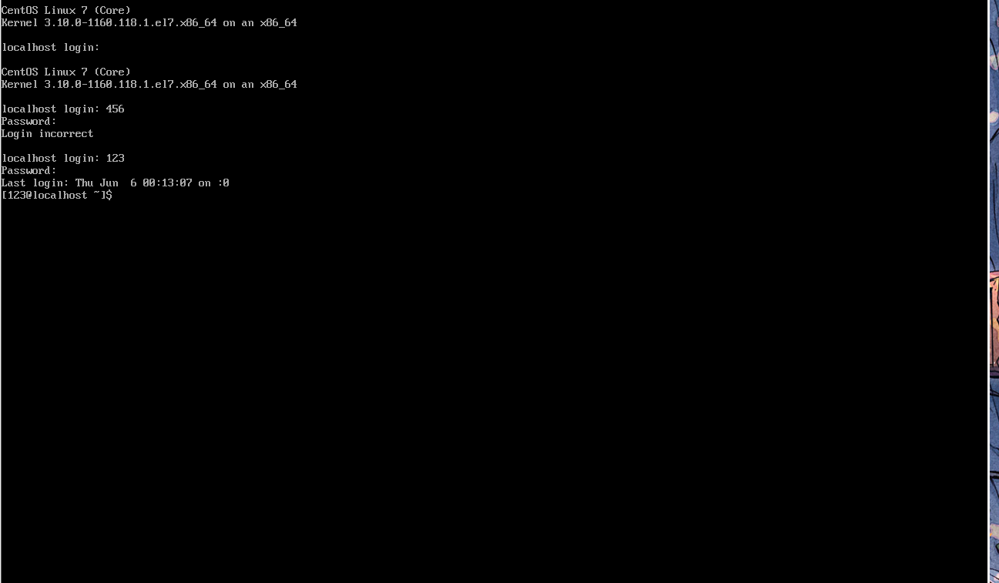 CentOS Linux 7 (Core)
Kernel 3.10.0-1160.118.1.el7.x86_64 on an x86_64
localhost login:
CentOS Linux 7 (Core)
Kernel 3.10.0-1160.118.1.el7.x86_64 on an x86_64
localhost login: 456
Password:
Login incorrect
localhost login: 123
Password:
Last login: Thu Jun  6 00:13:07 on :0
[123@localhost ~]$